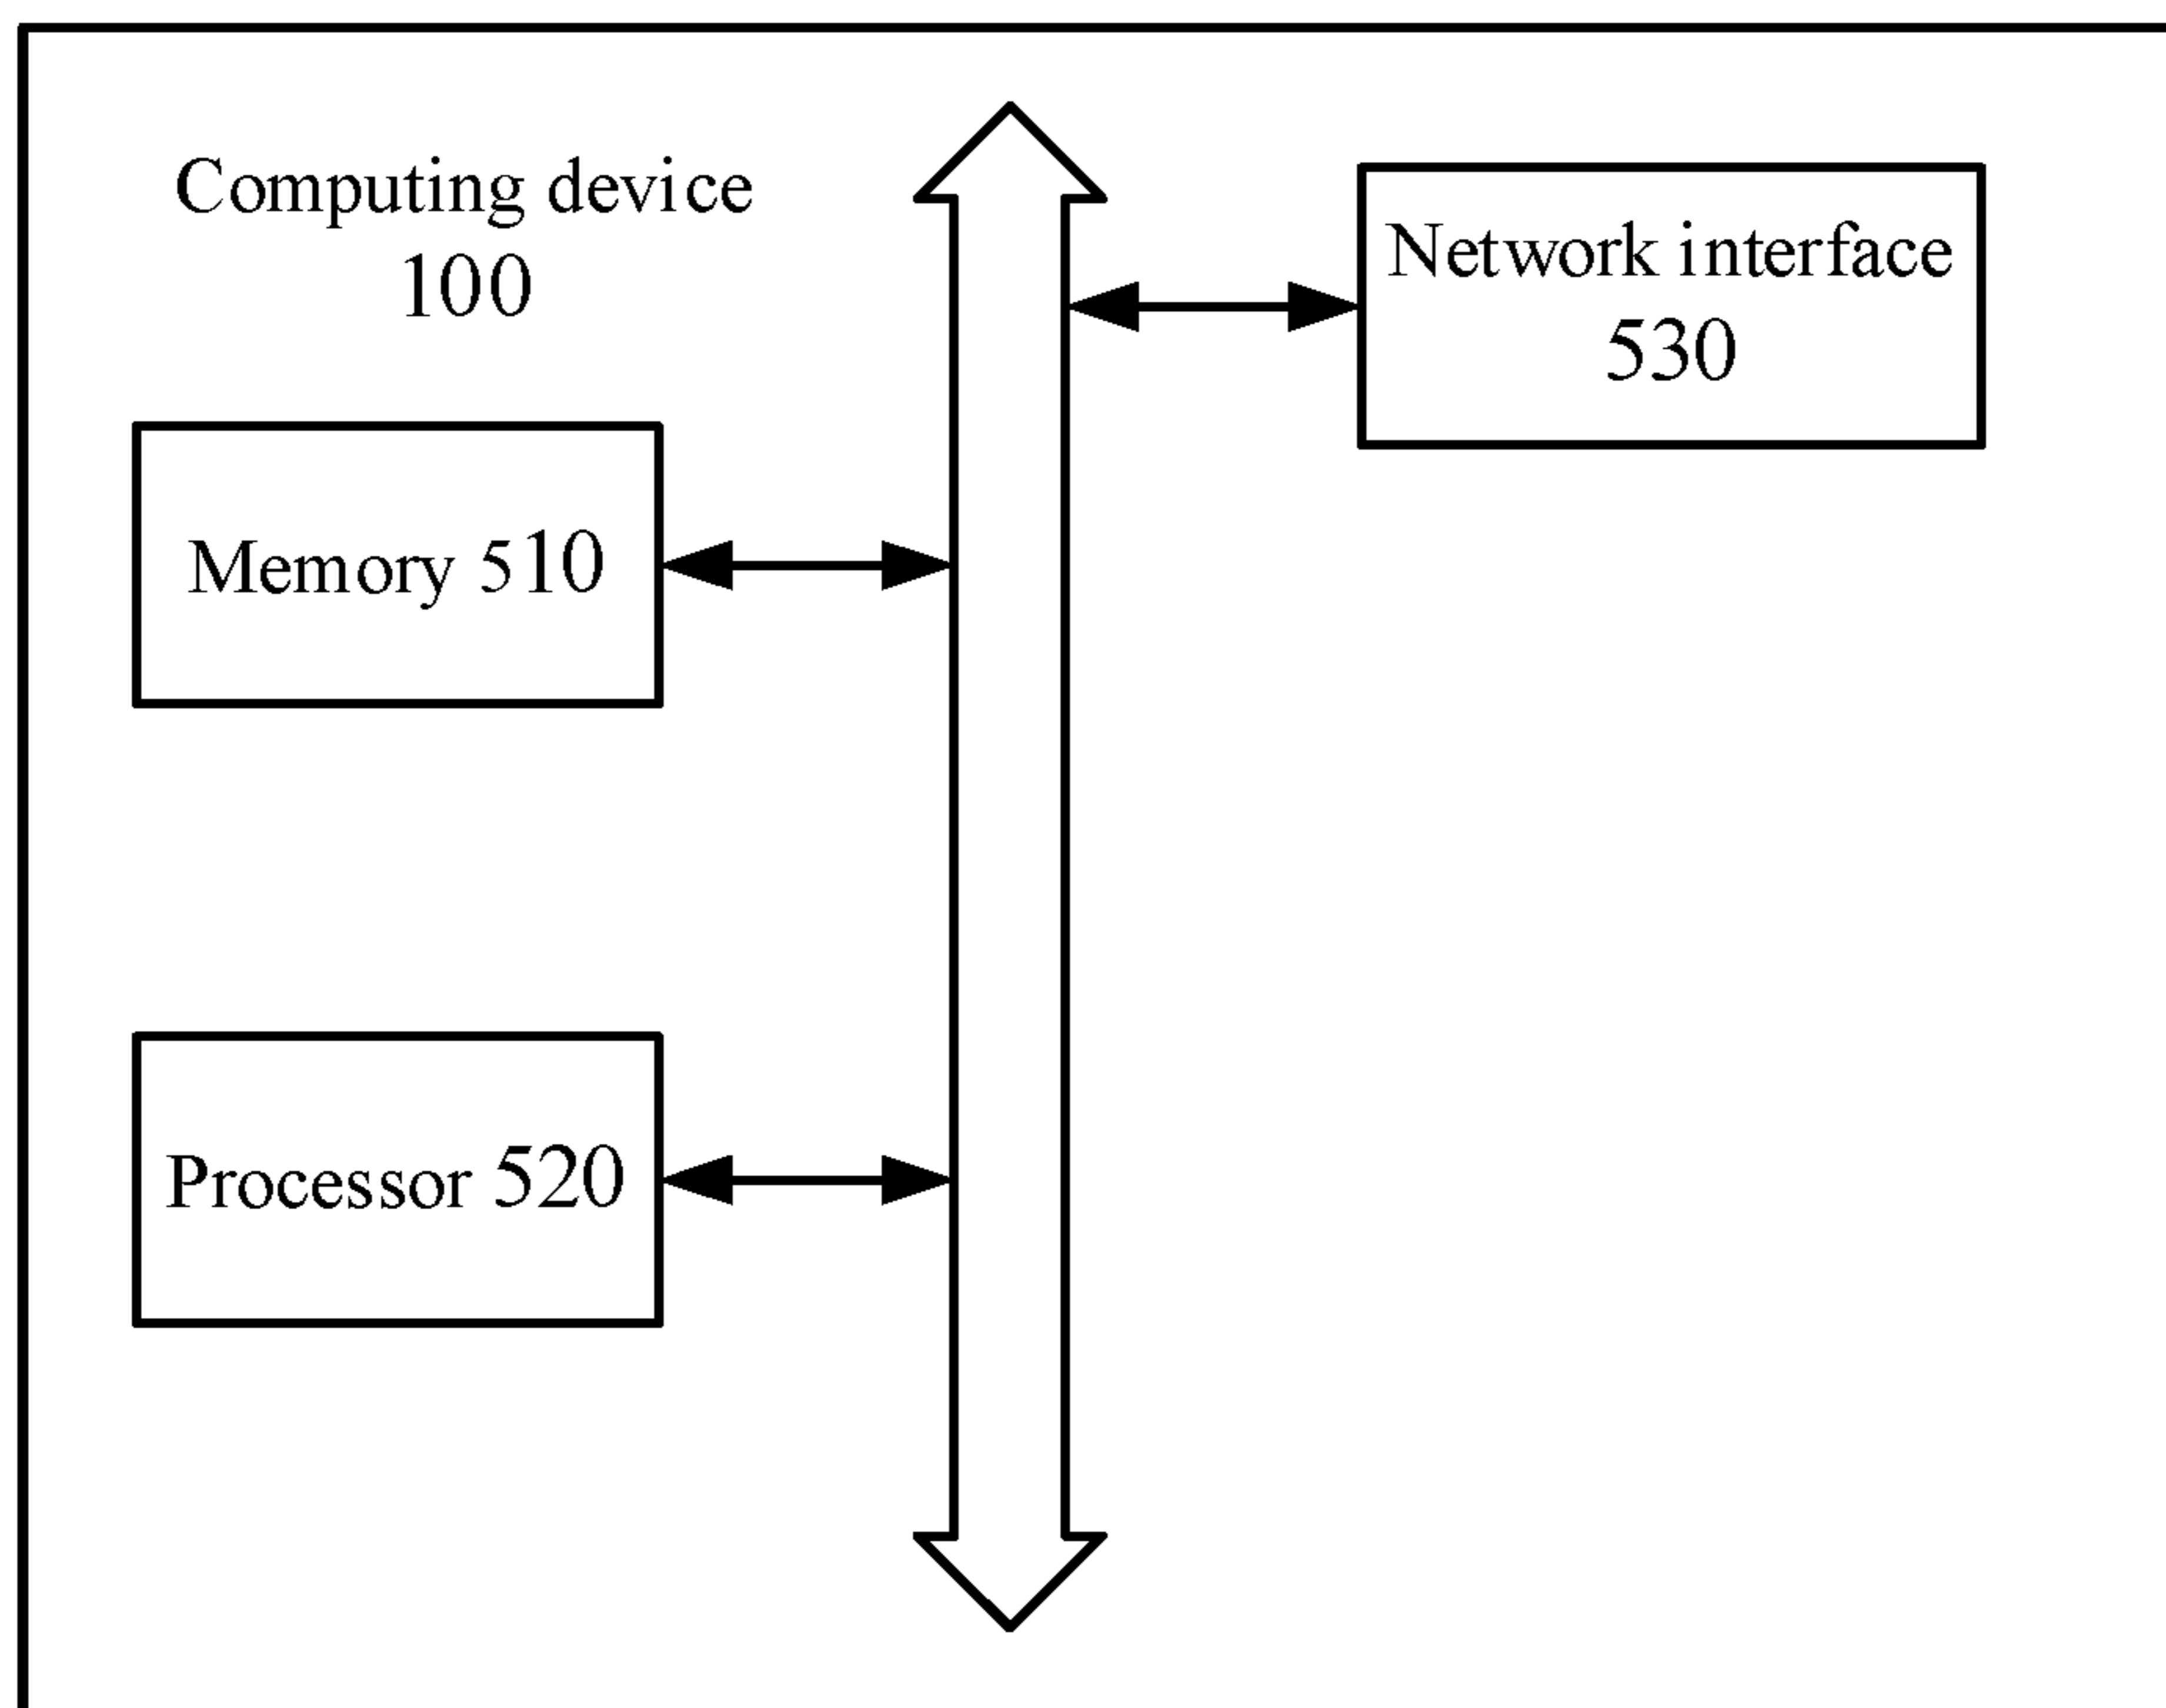 Computing device
100
Network interface
530
Memory 510
Processor 520